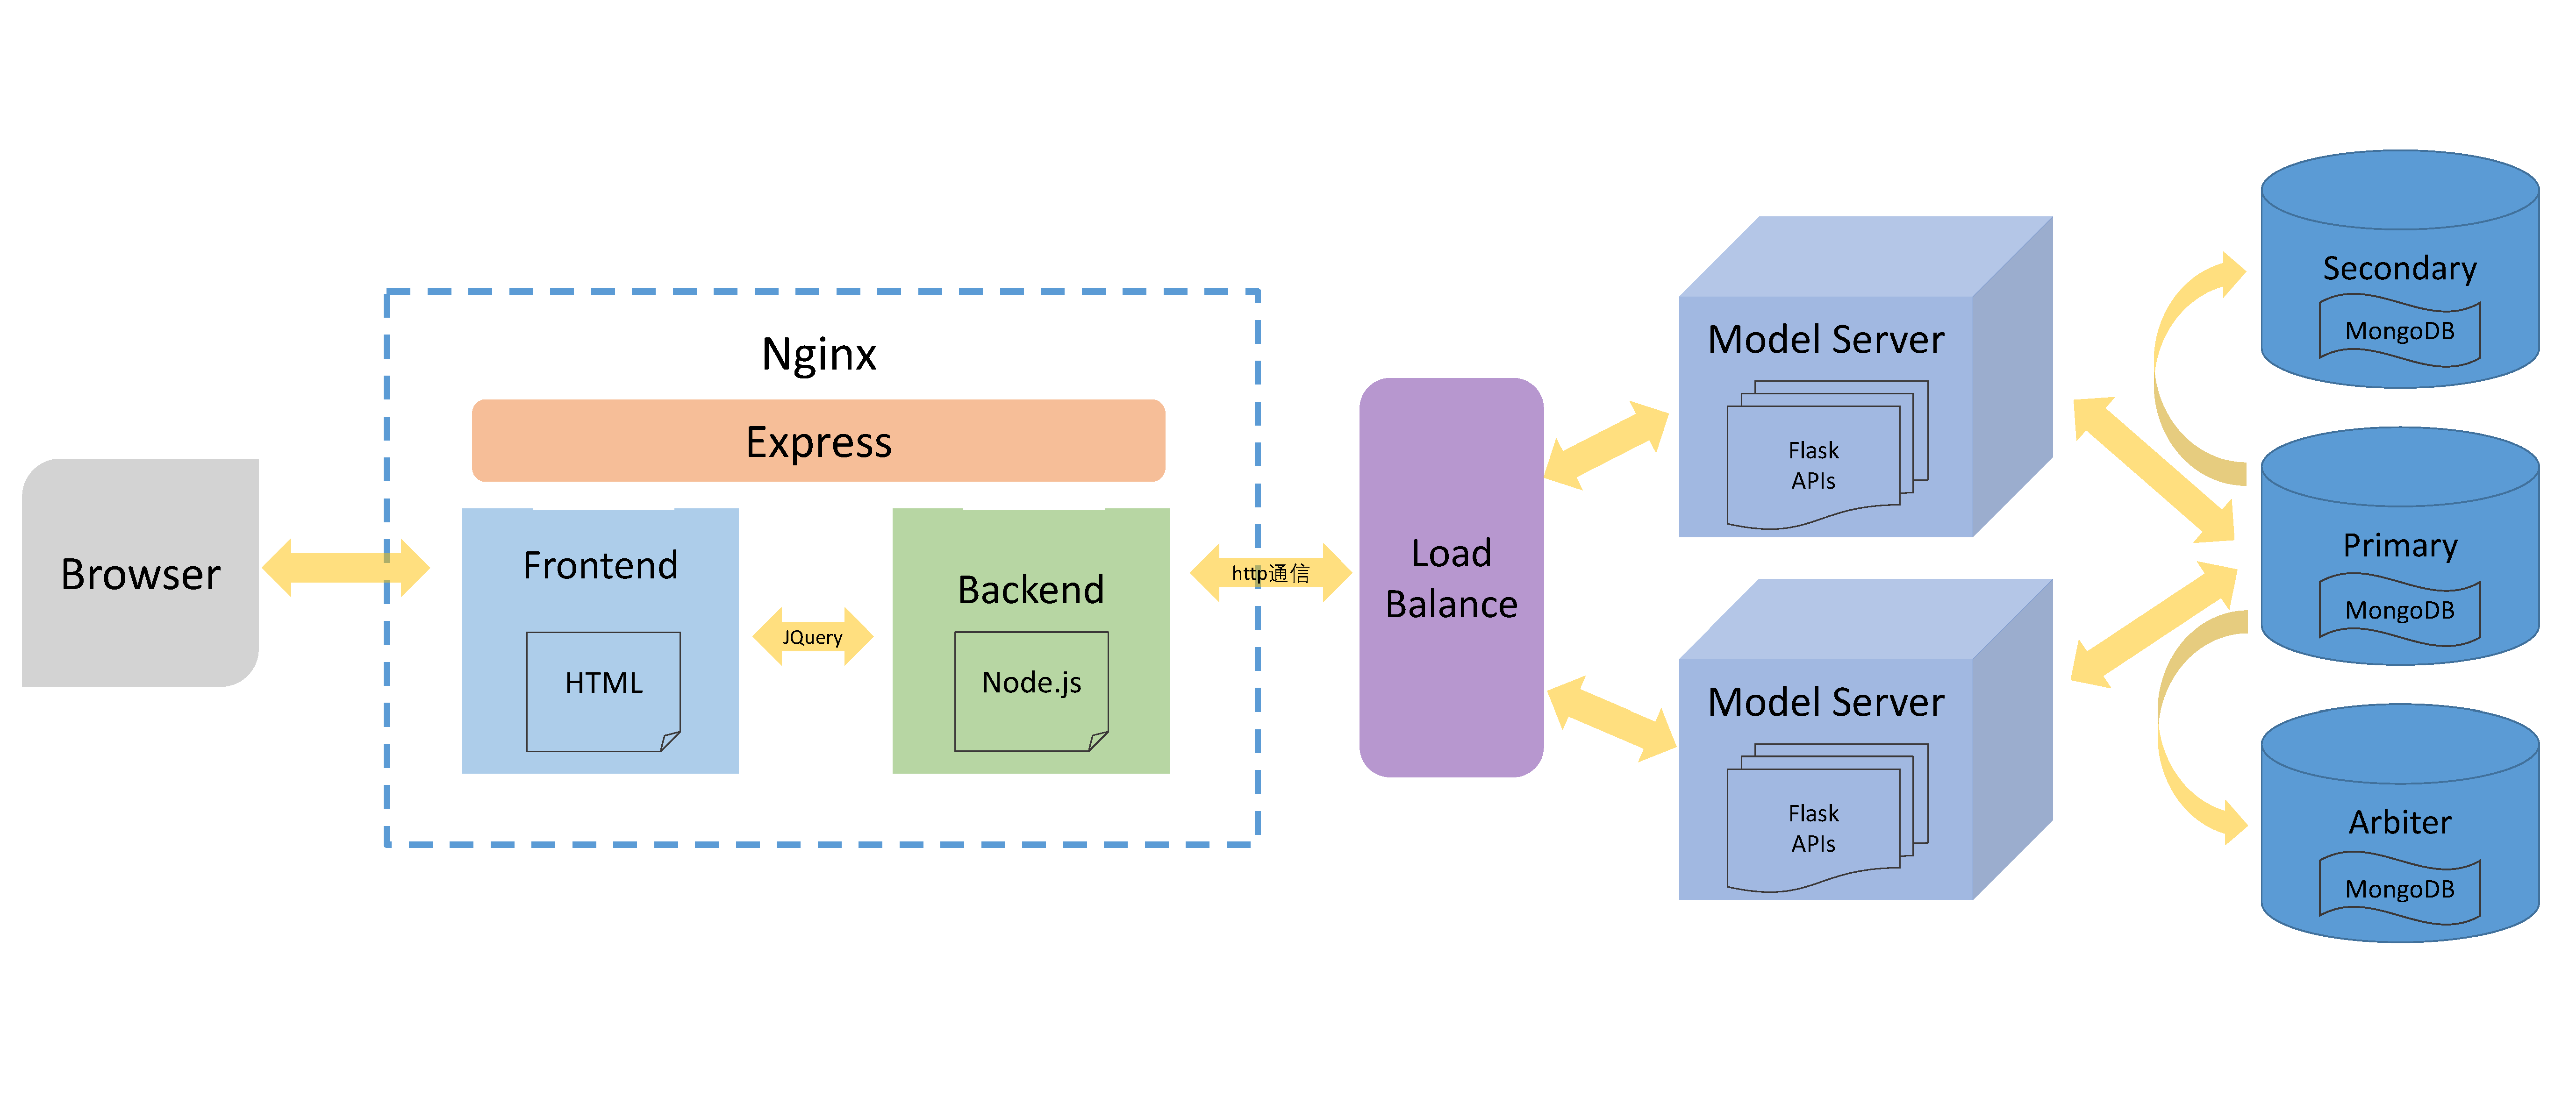 Browser
Nginx
Express
Frontend
HTML
JQuery
Backend
Node.js
http通信
Load
Balance
Model Server
Flask
APIs
Model Server
Flask
APIs
Secondary
MongoDB
Primary
MongoDB
Arbiter
MongoDB